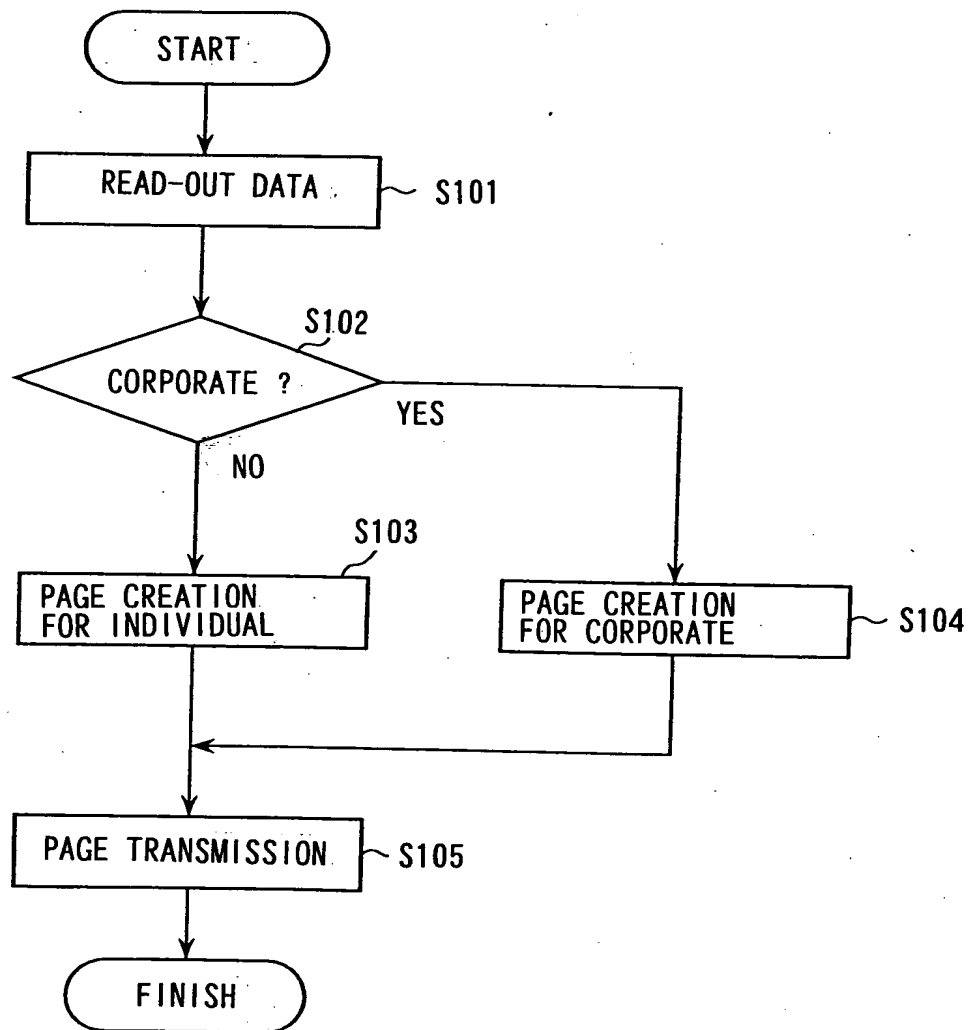 START
READ-OUT DATA
S101
S102
CORPORATE ?
YES
NO
S103
PAGE CREATION
FOR INDIVIDUAL
PAGE CREATION
FOR CORPORATE
S104
PAGE TRANSMISSION
S105
FINISH